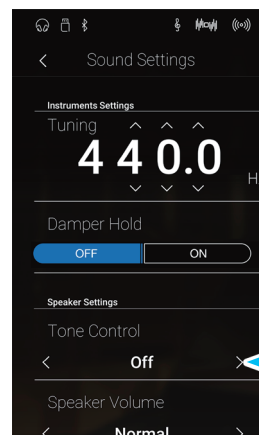 Sound Settings
Instruments Settings
Tuning
440.0
H
Damper Hold
OFF ON
Speaker Settings
Tone Control
Off
Speaker Volume
Normal